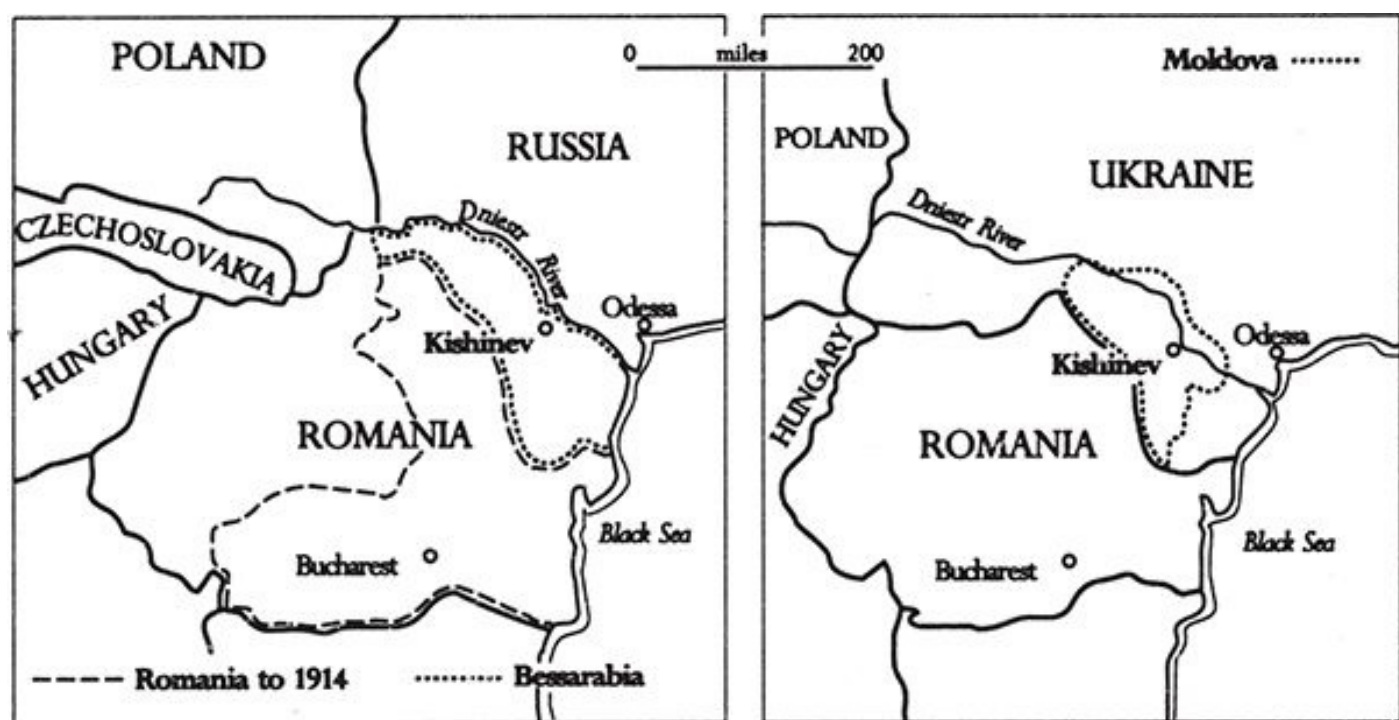 POLAND
RUSSIA
CZECHOSLOVAKIA
HUNGARY
Dniestr River
Kishinev
Odessa
ROMANIA
Bucharest
Black Sea
Romania to 1914
Bessarabia
0 miles 200
Moldova
POLAND
UKRAINE
Dniestr River
HUNGARY
Kishinev
Odessa
ROMANIA
Bucharest
Black Sea